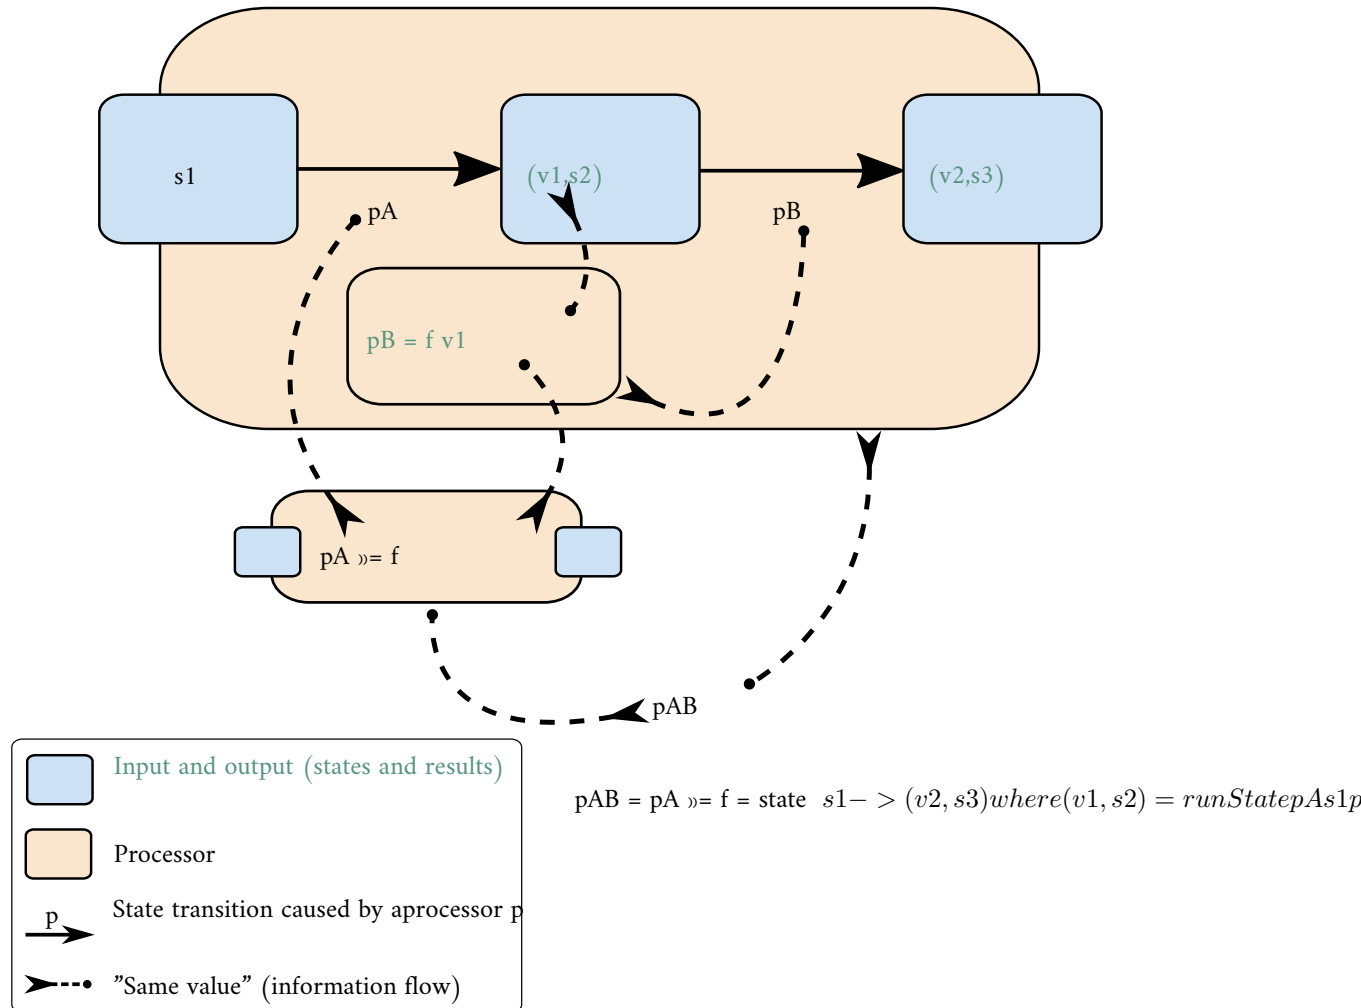 s1
(v1,s2)
(v2,s3)
pA
pB
pB = f v1
pA »= f
pAB
Input and output (states and results)
pAB = pA »= f = state s1− > (v2, s3)where(v1, s2) = runStatepAs1p
Processor
p
State transition caused by aprocessor p
”Same value” (information flow)